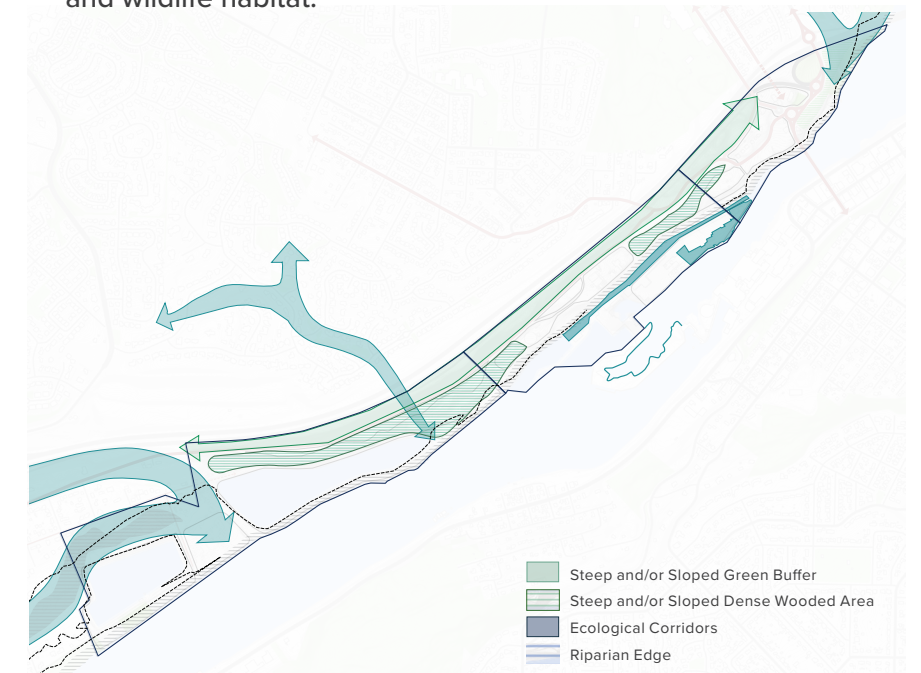 and wildlife habitat.
Steep and/or Sloped Green Buffer
Steep and/or Sloped Dense Wooded Area
Ecological Corridors
Riparian Edge